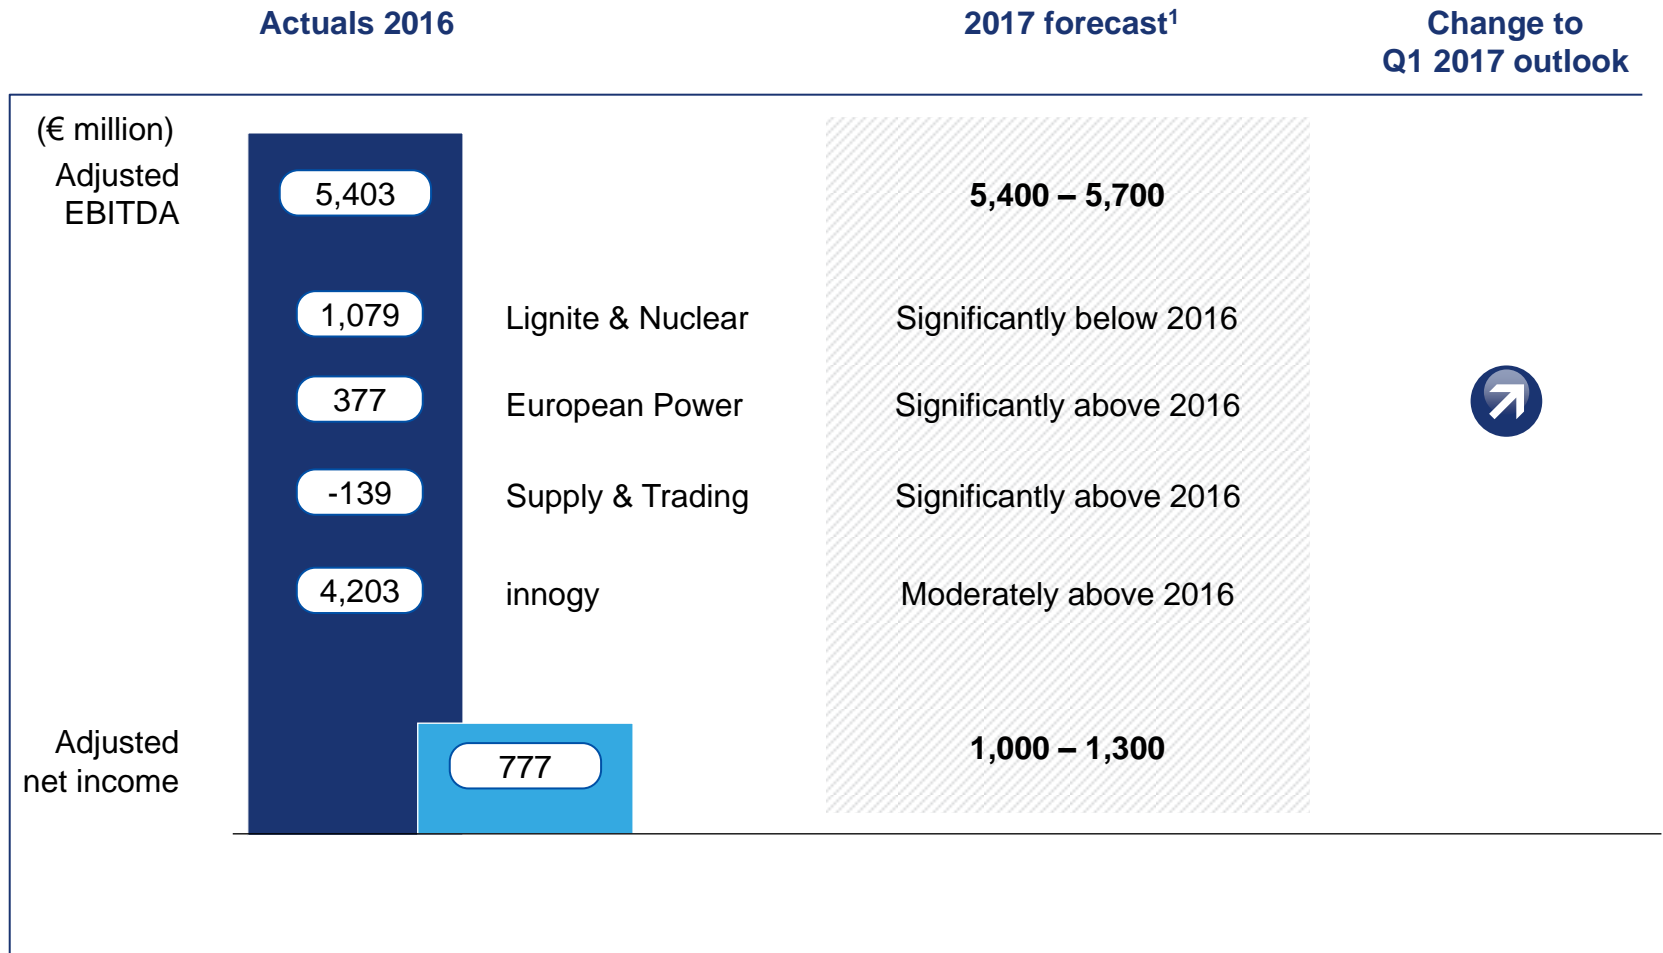 Actuals 2016
2017 forecast¹
Change to
Q1 2017 outlook
(€ million)
Adjusted
EBITDA
5,403
5,400 – 5,700
1,079
Lignite & Nuclear
Significantly below 2016
377
European Power
Significantly above 2016
-139
Supply & Trading
Significantly above 2016
4,203
innogy
Moderately above 2016
Adjusted
net income
777
1,000 – 1,300